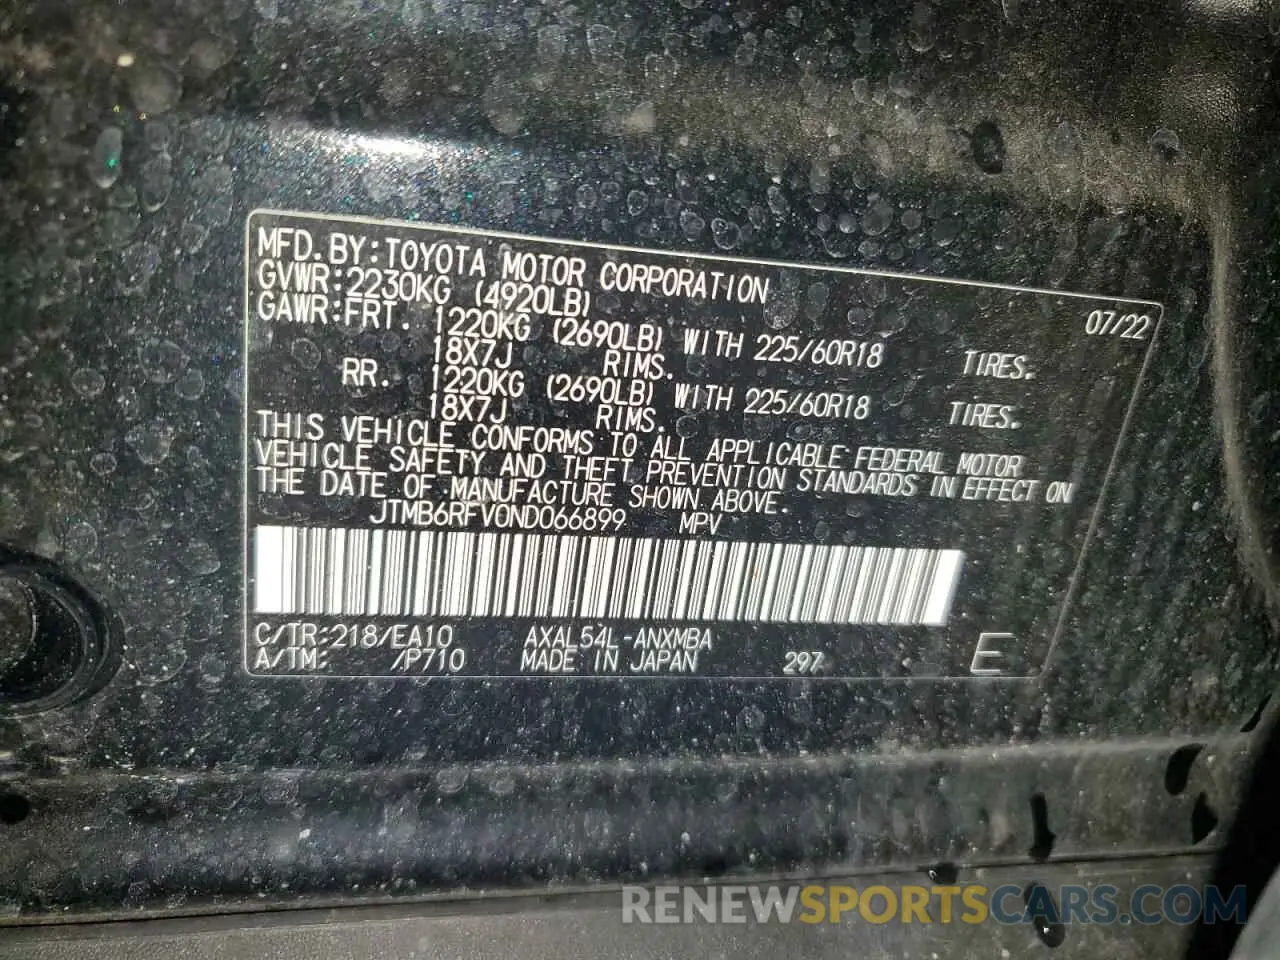 MFD.BY:TOYOTA MOTOR CORPORATION 07/22
GVWR:2230KG (4920LB)
GAWR:FRT. 1220KG (2690LB) WITH 225/60R18 TIRES.
18X7J RIMS.
RR. 1220KG (2690LB) WITH 225/60R18 TIRES.
18X7J RIMS.
THIS VEHICLE CONFORMS TO ALL APPLICABLE FEDERAL MOTOR
VEHICLE SAFETY AND THEFT PREVENTION STANDARDS IN EFFECT ON
THE DATE OF MANUFACTURE SHOWN ABOVE.
JTMB6RFV0ND066899 MPV
C/TR:218/EA10 AXAL54L-ANXMBA
A/TM: /P710 MADE IN JAPAN 297 E
RENEWSPORTSCARS.COM